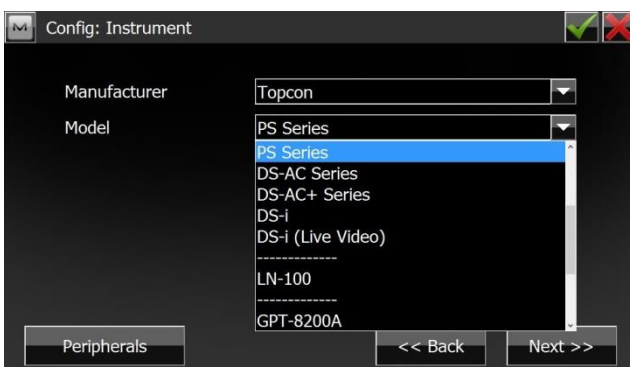 Config: Instrument
Manufacturer
Topcon
Model
PS Series
PS Series
DS-AC Series
DS-AC+ Series
DS-i
DS-i (Live Video)
-------------
LN-100
-------------
GPT-8200A
Peripherals
<< Back
Next >>